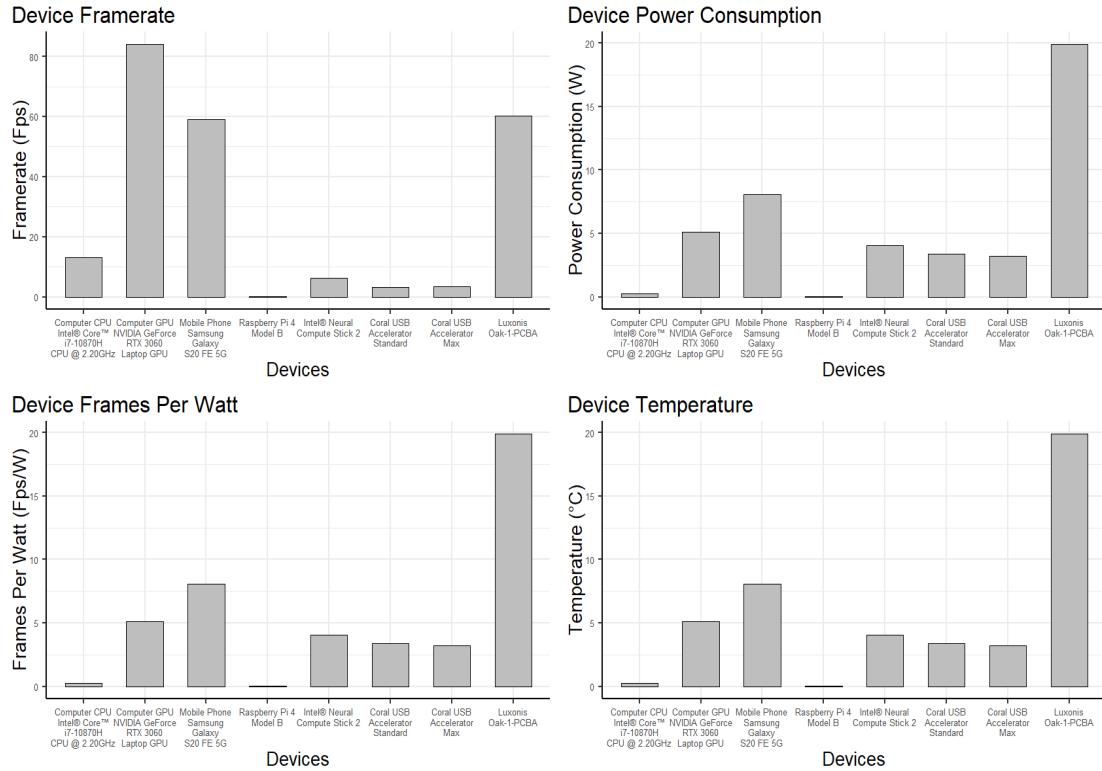 Device Framerate
Framerate (Fps)
80
60
40
20
0
Computer CPU
Intel® Core™
i7-10870H
CPU @ 2.20GHz
Computer GPU
NVIDIA GeForce
RTX 3060
Laptop GPU
Mobile Phone
Samsung
Galaxy
S20 FE 5G
Raspberry Pi 4
Model B
Intel® Neural
Compute Stick 2
Coral USB
Accelerator
Standard
Coral USB
Accelerator
Max
Luxonis
Oak-1-PCBA
Devices
Device Power Consumption
Power Consumption (W)
20
15
10
5
0
Computer CPU
Intel® Core™
i7-10870H
CPU @ 2.20GHz
Computer GPU
NVIDIA GeForce
RTX 3060
Laptop GPU
Mobile Phone
Samsung
Galaxy
S20 FE 5G
Raspberry Pi 4
Model B
Intel® Neural
Compute Stick 2
Coral USB
Accelerator
Standard
Coral USB
Accelerator
Max
Luxonis
Oak-1-PCBA
Devices
Device Frames Per Watt
Frames Per Watt (Fps/W)
20
15
10
5
0
Computer CPU
Intel® Core™
i7-10870H
CPU @ 2.20GHz
Computer GPU
NVIDIA GeForce
RTX 3060
Laptop GPU
Mobile Phone
Samsung
Galaxy
S20 FE 5G
Raspberry Pi 4
Model B
Intel® Neural
Compute Stick 2
Coral USB
Accelerator
Standard
Coral USB
Accelerator
Max
Luxonis
Oak-1-PCBA
Devices
Device Temperature
Temperature (°C)
20
15
10
5
0
Computer CPU
Intel® Core™
i7-10870H
CPU @ 2.20GHz
Computer GPU
NVIDIA GeForce
RTX 3060
Laptop GPU
Mobile Phone
Samsung
Galaxy
S20 FE 5G
Raspberry Pi 4
Model B
Intel® Neural
Compute Stick 2
Coral USB
Accelerator
Standard
Coral USB
Accelerator
Max
Luxonis
Oak-1-PCBA
Devices